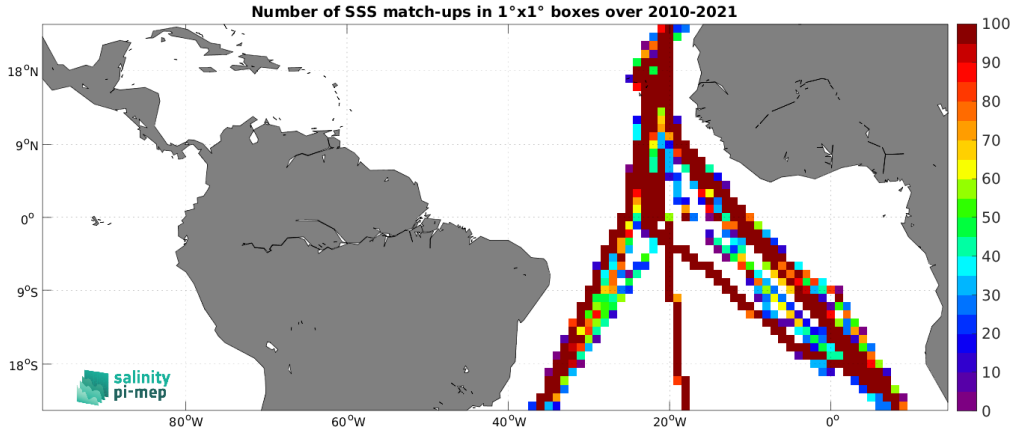 Number of SSS match-ups in 1°x1° boxes over 2010-2021
100
90
80
70
60
50
40
30
20
10
0
18°N
9°N
0°
9°S
18°S
80°W
60°W
40°W
20°W
0°
salinity
pi-mep